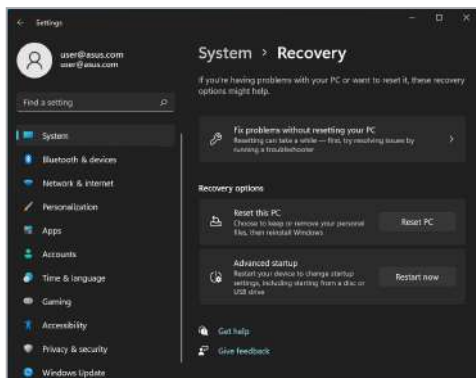 Settings
user@asus.com
user@asus.com
Find a setting
System
Bluetooth & devices
Network & internet
Personalization
Apps
Accounts
Time & language
Gaming
Accessibility
Privacy & security
Windows Update
System > Recovery
If you're having problems with your PC or want to reset it, these recovery
options might help.
Fix problems without resetting your PC
Resetting can take a while — first, try resolving issues by
running a troubleshooter
Recovery options
Reset this PC
Choose to keep or remove your personal
files, then reinstall Windows
Reset PC
Advanced startup
Restart your device to change startup
settings, including starting from a disc or
USB drive
Restart now
Get help
Give feedback